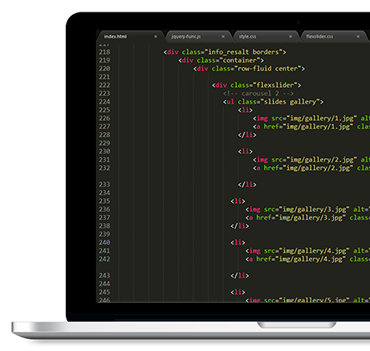 index.html × jquery-func.js × style.css × flexslider.css ×
217
218 <div class="info_resalt borders">
219 <div class="container">
220 <div class="row-fluid center">
221
222 <div class="flexslider">
223 <!-- carousel 2 -->
224 <ul class="slides gallery">
225 <li>
226 <img src="img/gallery/1.jpg" alt
227 <a href="img/gallery/1.jpg" class
228 </li>
229
230 <li>
231 <img src="img/gallery/2.jpg" alt
232 <a href="img/gallery/2.jpg" class
233 </li>
234
235 <li>
236 <img src="img/gallery/3.jpg" alt=
237 <a href="img/gallery/3.jpg" class
238 </li>
239
240 <li>
241 <img src="img/gallery/4.jpg" alt=
242 <a href="img/gallery/4.jpg" class
243 </li>
244
245 <li>
246 <img src="img/gallery/5.jpg" alt=